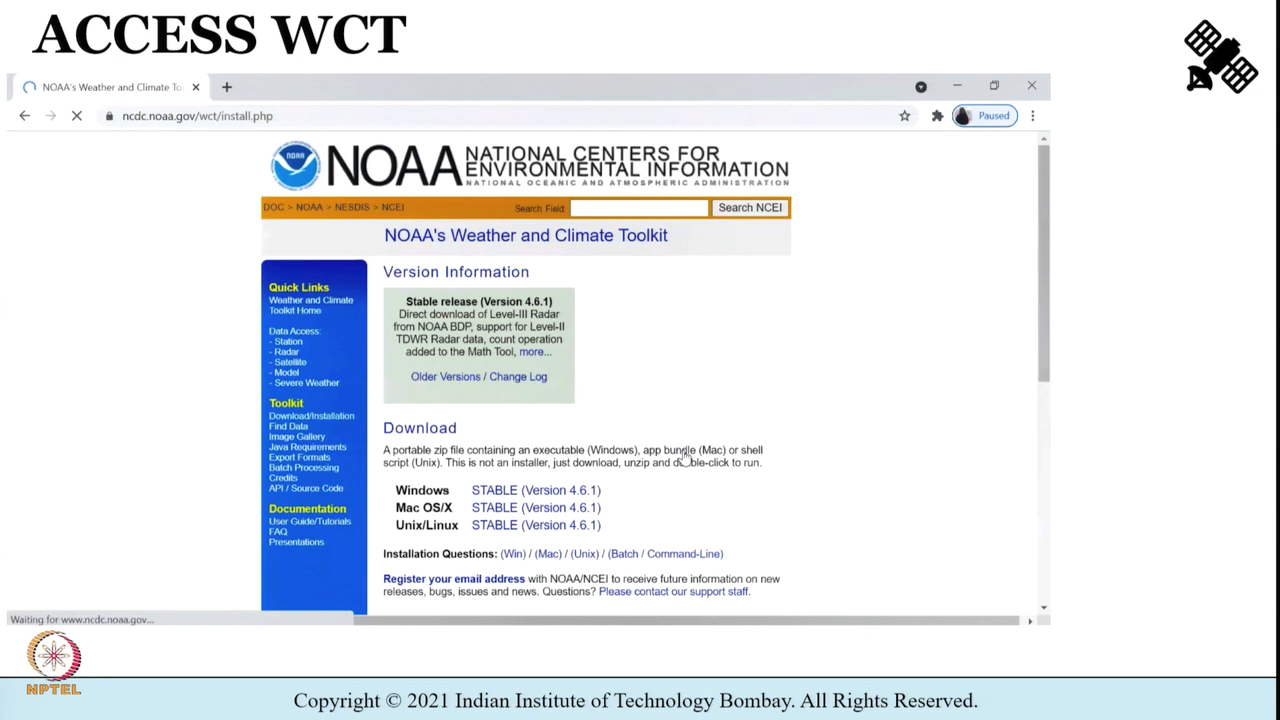 ACCESS WCT
NOAA's Weather and Climate To
Paused
ncdc.noaa.gov/wct/install.php
NOAA NATIONAL CENTERS FOR
ENVIRONMENTAL INFORMATION
NATIONAL OCEANIC AND ATMOSPHERIC ADMINISTRATION
DOC > NOAA > NESDIS > NCEI
Search Field:
Search NCEI
NOAA's Weather and Climate Toolkit
Quick Links
Weather and Climate
Toolkit Home
Data Access:
- Station
- Radar
- Satellite
- Model
- Severe Weather
Toolkit
Download/Installation
Find Data
Image Gallery
Java Requirements
Export Formats
Batch Processing
Credits
API / Source Code
Documentation
User Guide/Tutorials
FAQ
Presentations
Version Information
Stable release (Version 4.6.1)
Direct download of Level-III Radar
from NOAA BDP, support for Level-II
TDWR Radar data, count operation
added to the Math Tool, more...
Older Versions / Change Log
Download
A portable zip file containing an executable (Windows), app bundle (Mac) or shell
script (Unix). This is not an installer, just download, unzip and double-click to run.
Windows STABLE (Version 4.6.1)
Mac OS/X STABLE (Version 4.6.1)
Unix/Linux STABLE (Version 4.6.1)
Installation Questions: (Win) / (Mac) / (Unix) / (Batch / Command-Line)
Register your email address with NOAA/NCEI to receive future information on new
releases, bugs, issues and news. Questions? Please contact our support staff.
Waiting for www.ncdc.noaa.gov...
NPTEL
Copyright © 2021 Indian Institute of Technology Bombay. All Rights Reserved.